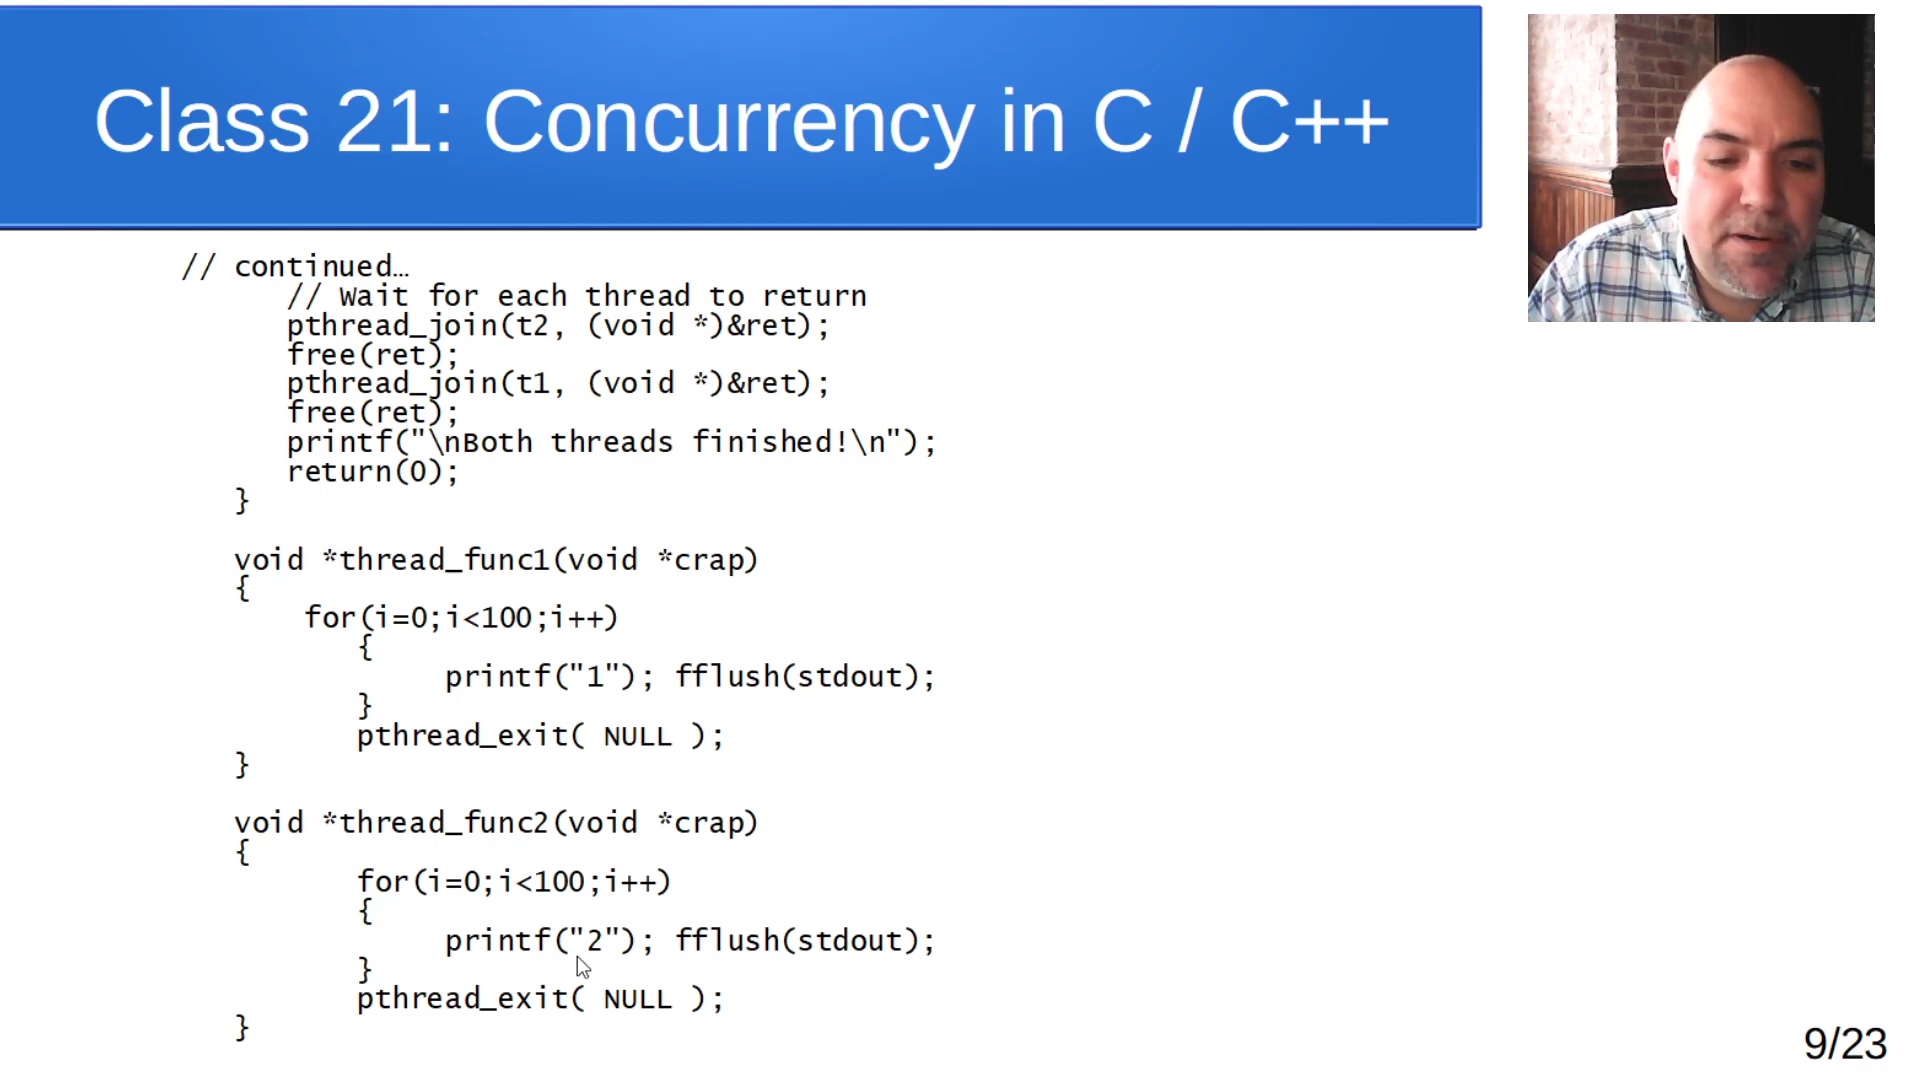 Class 21: Concurrency in C / C++
// continued…
// Wait for each thread to return
pthread_join(t2, (void *)&ret);
free(ret);
pthread_join(t1, (void *)&ret);
free(ret);
printf("\nBoth threads finished!\n");
return(0);
}
void *thread_func1(void *crap)
{
for(i=0;i<100;i++)
{
printf("1"); fflush(stdout);
}
pthread_exit( NULL );
}
void *thread_func2(void *crap)
{
for(i=0;i<100;i++)
{
printf("2"); fflush(stdout);
}
pthread_exit( NULL );
}
9/23